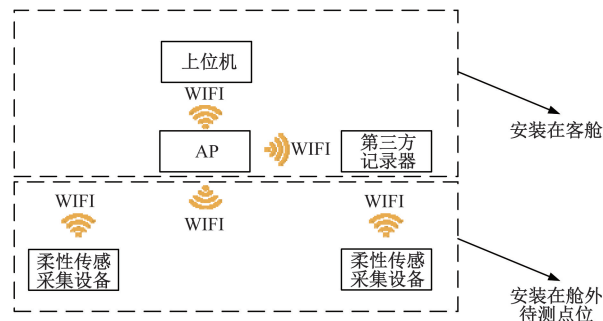 上位机
WIFI
AP
WIFI
第三方
记录器
安装在客舱
WIFI
WIFI
WIFI
柔性传感
采集设备
柔性传感
采集设备
安装在舱外
待测点位